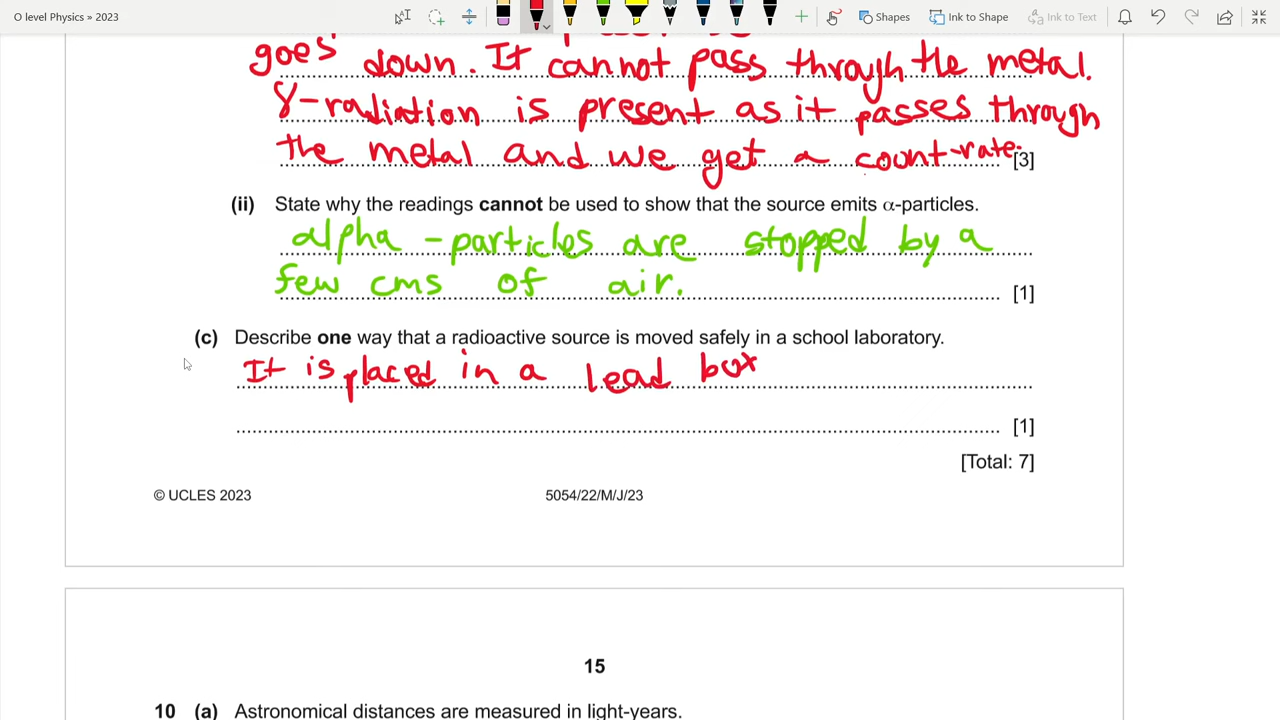 O level Physics » 2023
Shapes
Ink to Shape
Ink to Text
goes down. It cannot pass through the metal.
γ-radiation is present as it passes through
the metal and we get a count-rate. [3]
(ii) State why the readings cannot be used to show that the source emits α-particles.
alpha-particles are stopped by a
few cms of air. [1]
(c) Describe one way that a radioactive source is moved safely in a school laboratory.
It is placed in a lead box
[1]
[Total: 7]
© UCLES 2023 5054/22/M/J/23
15
10 (a) Astronomical distances are measured in light-years.